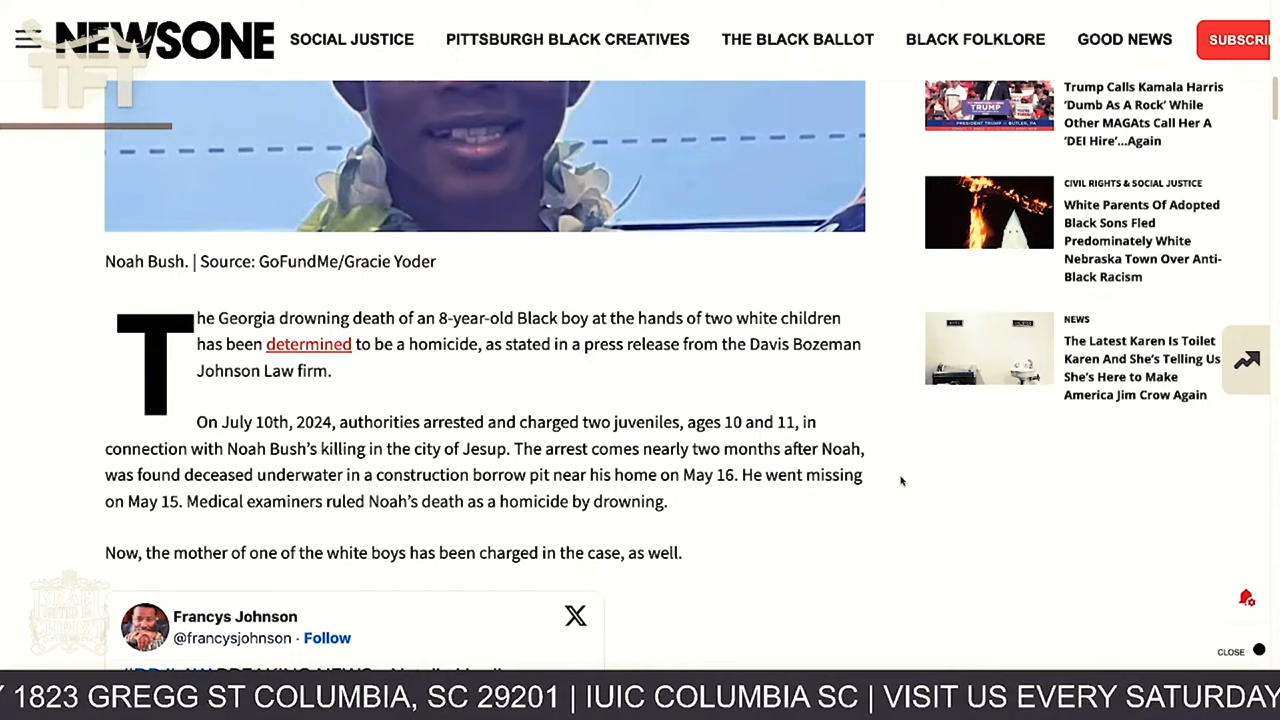 NEWSONE
SOCIAL JUSTICE
PITTSBURGH BLACK CREATIVES
THE BLACK BALLOT
BLACK FOLKLORE
GOOD NEWS
SUBSCRI
TFT
Noah Bush. | Source: GoFundMe/Gracie Yoder
The Georgia drowning death of an 8-year-old Black boy at the hands of two white children
has been determined to be a homicide, as stated in a press release from the Davis Bozeman
Johnson Law firm.
On July 10th, 2024, authorities arrested and charged two juveniles, ages 10 and 11, in
connection with Noah Bush’s killing in the city of Jesup. The arrest comes nearly two months after Noah,
was found deceased underwater in a construction borrow pit near his home on May 16. He went missing
on May 15. Medical examiners ruled Noah’s death as a homicide by drowning.
Now, the mother of one of the white boys has been charged in the case, as well.
Francys Johnson
@francysjohnson · Follow
TRUMP
PRESIDENT TRUMP BUTLER, PA
Trump Calls Kamala Harris
‘Dumb As A Rock’ While
Other MAGAts Call Her A
‘DEI Hire’...Again
CIVIL RIGHTS & SOCIAL JUSTICE
White Parents Of Adopted
Black Sons Fled
Predominately White
Nebraska Town Over Anti-
Black Racism
NEWS
The Latest Karen Is Toilet
Karen And She’s Telling Us
She’s Here to Make
America Jim Crow Again
CLOSE
Y 1823 GREGG ST COLUMBIA, SC 29201 | IUIC COLUMBIA SC | VISIT US EVERY SATURDAY